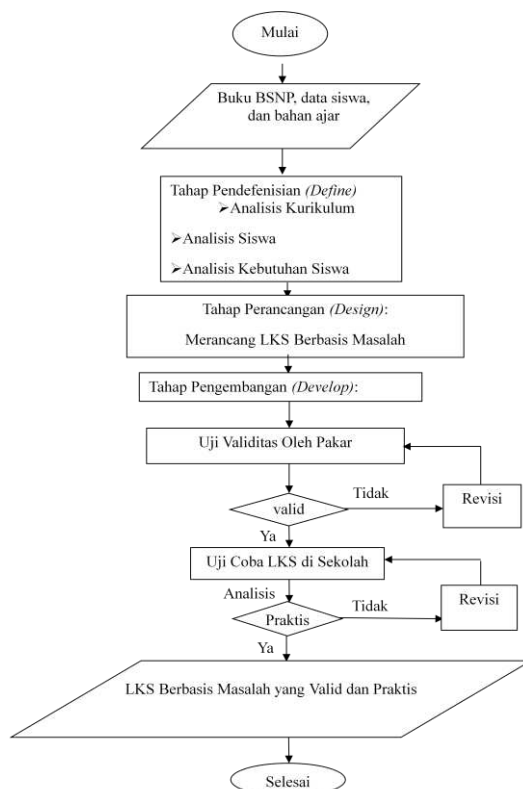 Mulai
Buku BSNP, data siswa,
dan bahan ajar
Tahap Pendefenisian (Define)
➢Analisis Kurikulum
➢Analisis Siswa
➢Analisis Kebutuhan Siswa
Tahap Perancangan (Design):
Merancang LKS Berbasis Masalah
Tahap Pengembangan (Develop):
Uji Validitas Oleh Pakar
Tidak
Revisi
valid
Ya
Uji Coba LKS di Sekolah
Analisis
Tidak
Revisi
Praktis
Ya
LKS Berbasis Masalah yang Valid dan Praktis
Selesai